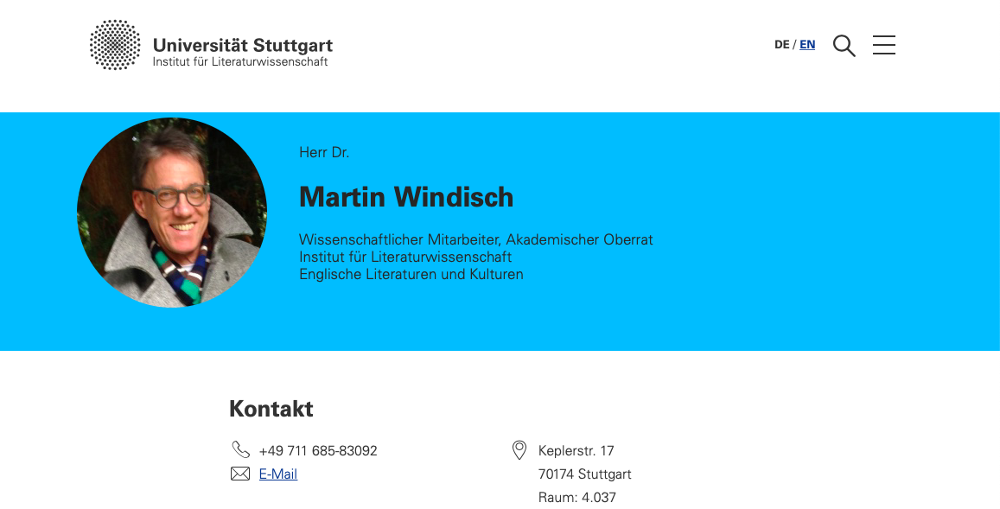 Universität Stuttgart
Institut für Literaturwissenschaft
DE / EN
Herr Dr.
Martin Windisch
Wissenschaftlicher Mitarbeiter, Akademischer Oberrat
Institut für Literaturwissenschaft
Englische Literaturen und Kulturen
Kontakt
+49 711 685-83092
E-Mail
Keplerstr. 17
70174 Stuttgart
Raum: 4.037